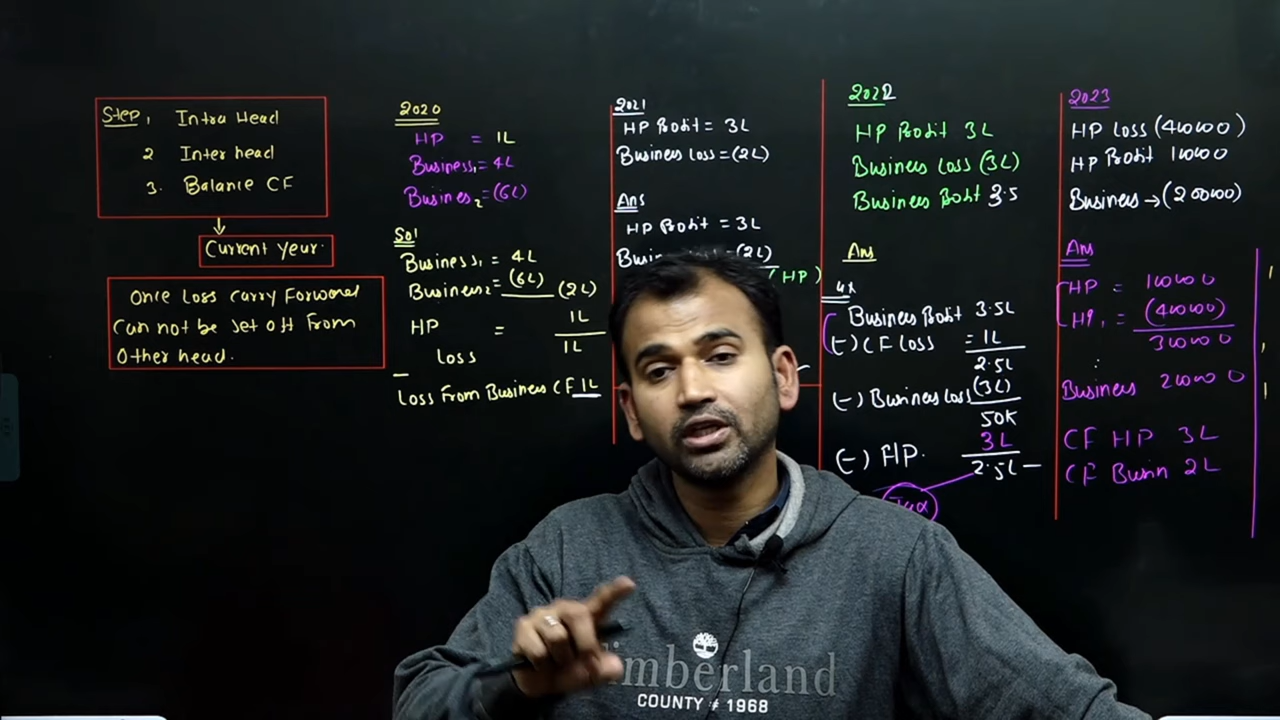 Step 1 Intra Head
2 Inter head
3. Balance CF
Current Year.
Once Loss Carry Forward
Can not be Set off From
Other head.
2020
HP = 1L
Business1 = 4L
Business2 = (6L)
Sol
Business1 = 4L
Business2 = (6L) (2L)
HP = 1L
Loss 1L
Loss From Business CF 1L
2021
HP Profit = 3L
Business Loss = (2L)
Ans
HP Profit = 3L
(2L)
(HP)
2022
HP Profit 3L
Business Loss (3L)
Business Profit 3.5
Ans
Business Profit 3.5L
(-) CF Loss = 1L
2.5L
(-) Business Loss (3L)
50K
(-) HP. 3L
2.5L
Tax
2023
HP Loss (400000)
HP Profit 100000
Business → (200000)
Ans
HP = 100000
HP1 = (400000)
300000
Business 200000
CF HP 3L
CF Busin 2L
Timberland
COUNTY # 1968